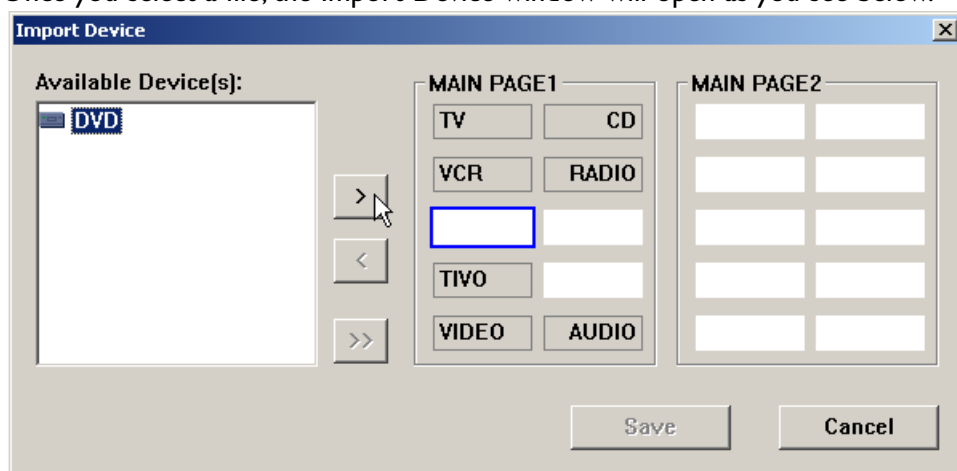 Once you select a file, the Import Device window will open as you see below.
Import Device
Available Device(s):
DVD
>
<
>>
MAIN PAGE1
TV CD
VCR RADIO
TIVO
VIDEO AUDIO
MAIN PAGE2
Save Cancel